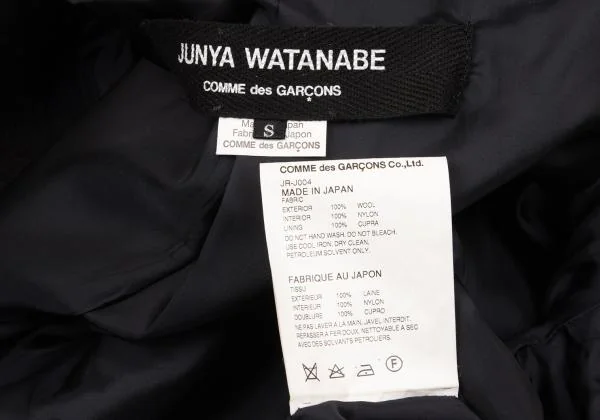 JUNYA WATANABE
COMME des GARÇONS
Fabr
S
Japon
COMME des GARÇONS
COMME des GARÇONS Co.,Ltd.
JR-J004
MADE IN JAPAN
FABRIC
EXTERIOR 100% WOOL
INTERIOR 100% NYLON
LINING 100% CUPRA
DO NOT HAND WASH. DO NOT BLEACH.
USE COOL IRON. DRY CLEAN.
PETROLEUM SOLVENT ONLY.
FABRIQUE AU JAPON
TISSU
EXTERIEUR 100% LAINE
INTERIEUR 100% NYLON
DOUBLURE 100% CUPRO
NE PAS LAVER A LA MAIN. JAVEL INTERDIT.
REPASSER A FER DOUX. NETTOYABLE A SEC
AVEC DES SOLVANTS PETROLIERS.
F